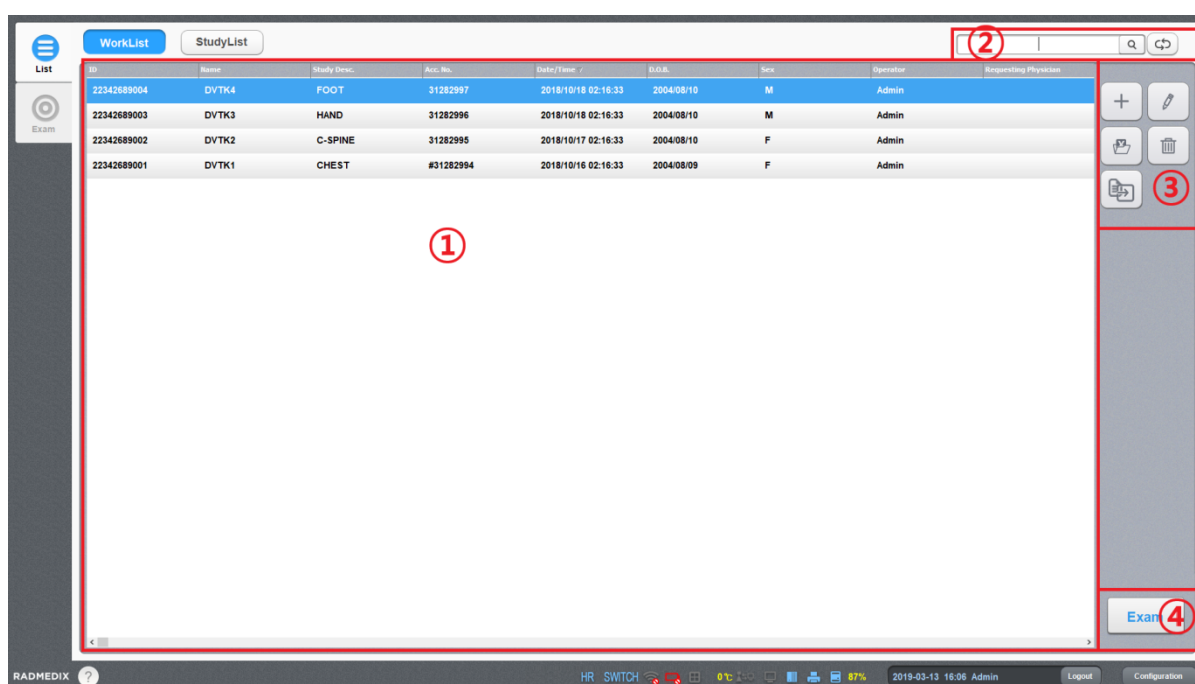 WorkList StudyList ②
List
ID Name Study Desc. Acc. No. Date/Time D.O.B. Sex Operator Requesting Physician
22342689004 DVTK4 FOOT 31282997 2018/10/18 02:16:33 2004/08/10 M Admin
Exam
22342689003 DVTK3 HAND 31282996 2018/10/18 02:16:33 2004/08/10 M Admin
22342689002 DVTK2 C-SPINE 31282995 2018/10/17 02:16:33 2004/08/10 F Admin
22342689001 DVTK1 CHEST #31282994 2018/10/16 02:16:33 2004/08/09 F Admin
③
①
Exam ④
RADMEDIX ? HR SWITCH 0℃ 87% 2019-03-13 16:06 Admin Logout Configuration